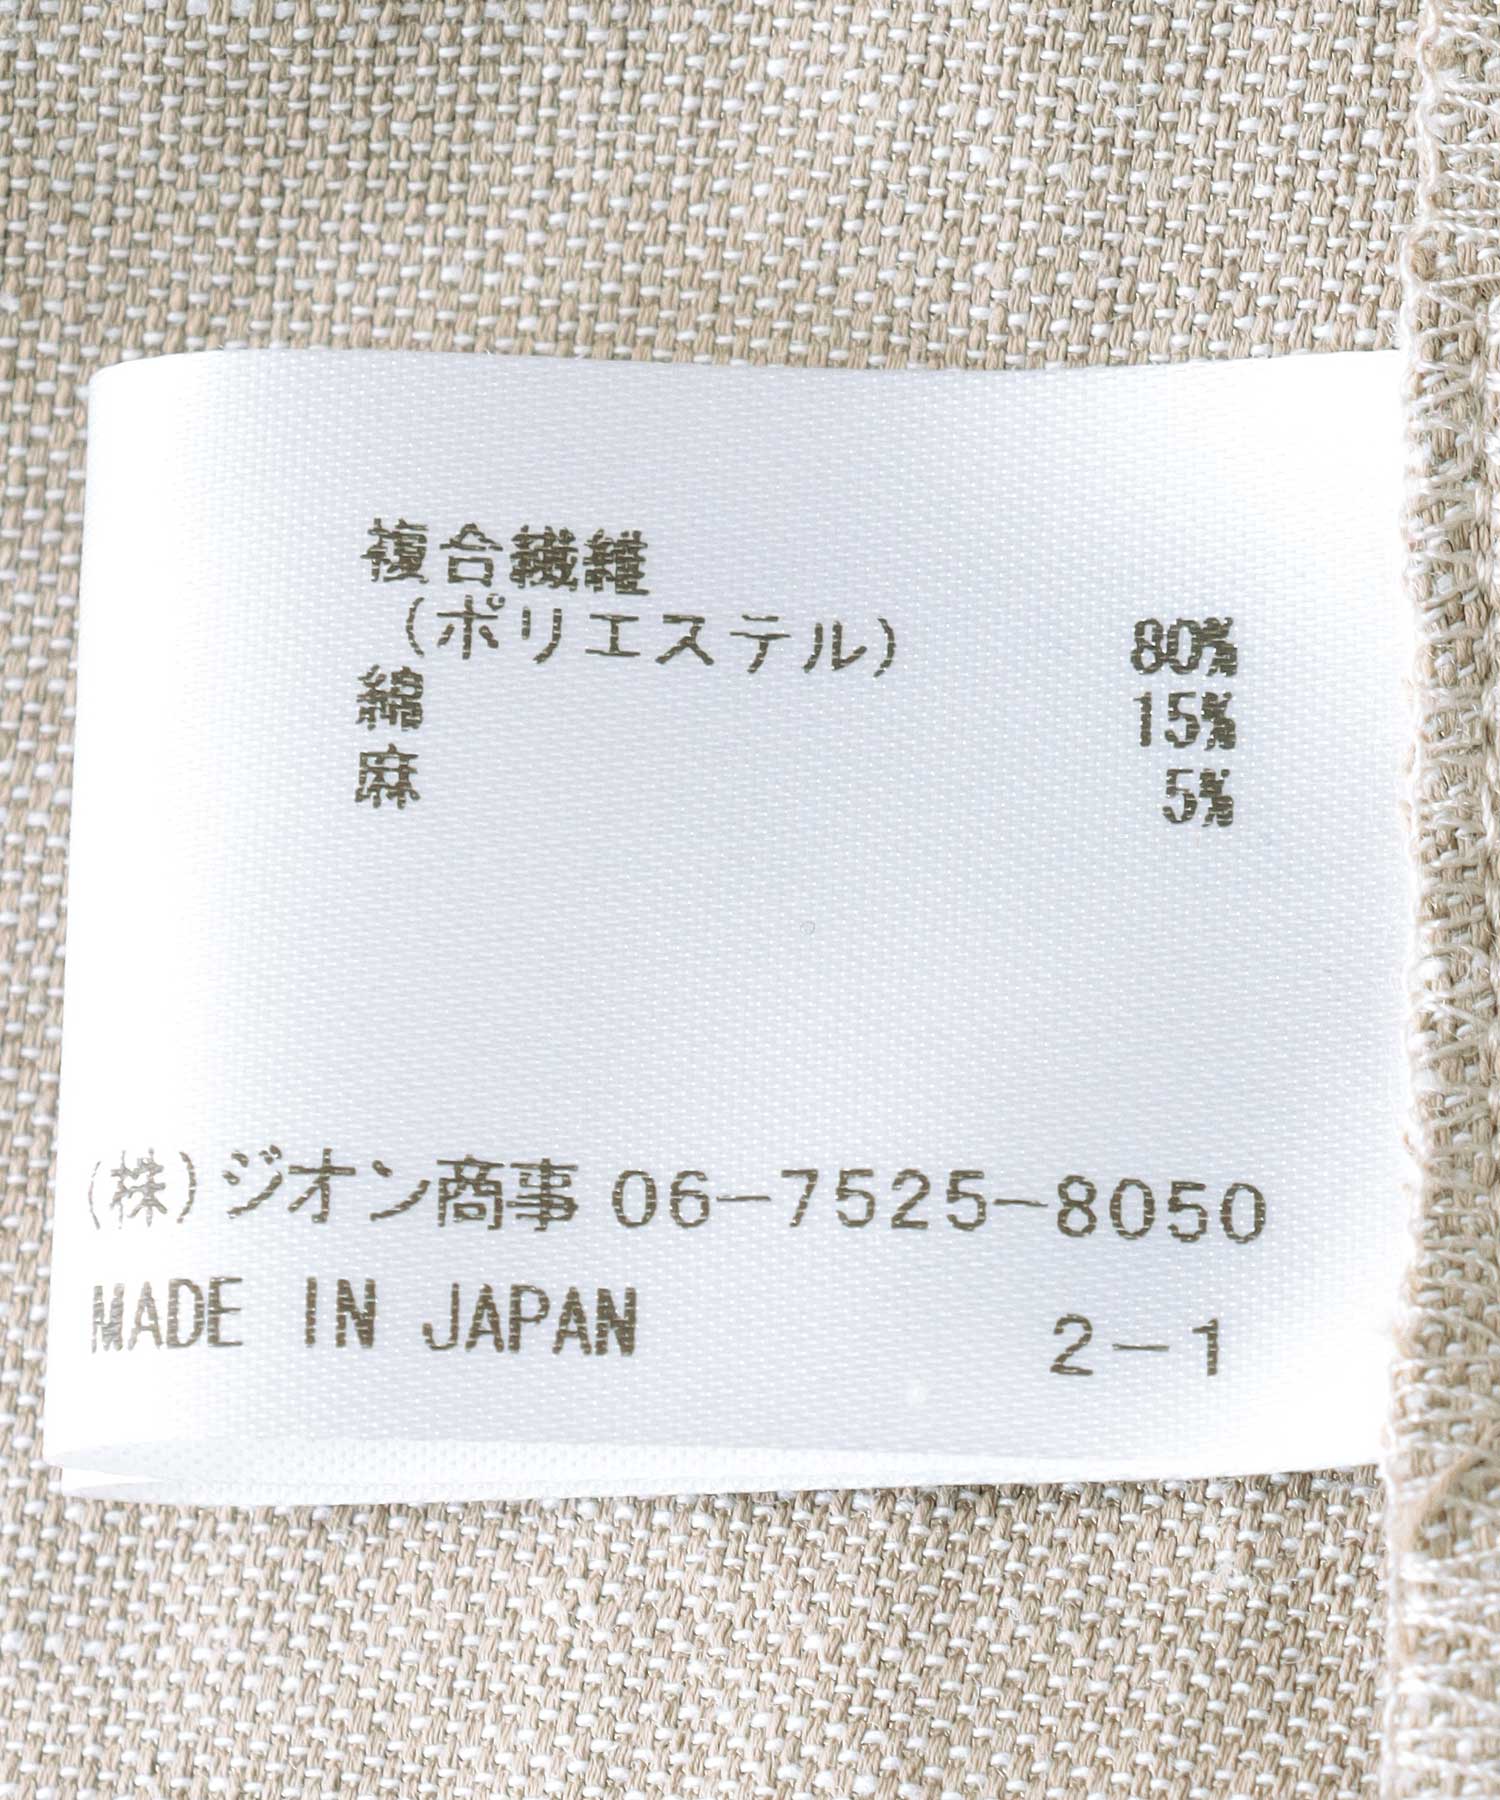 複合繊維
(ポリエステル) 80%
綿 15%
麻 5%
(株)ジオン商事 06-7525-8050
MADE IN JAPAN 2-1